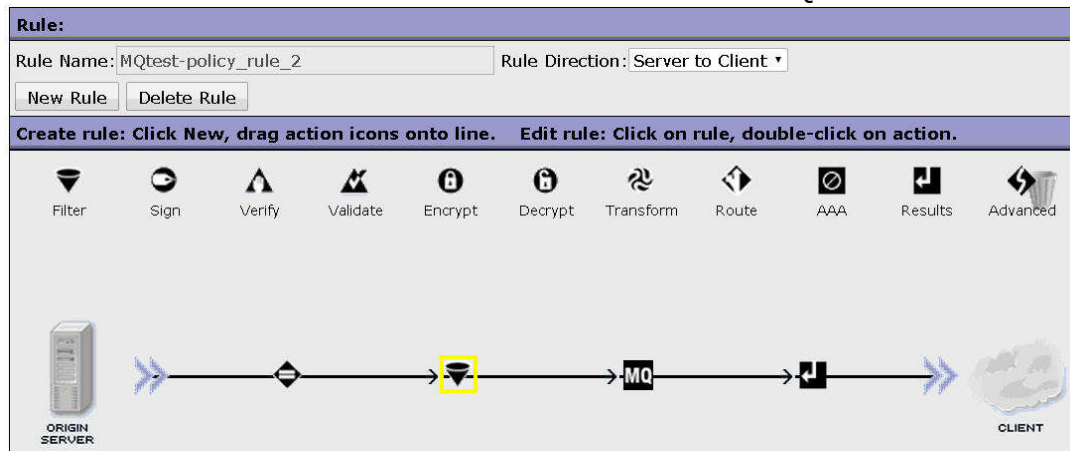 Rule:
Rule Name: MQtest-policy_rule_2 Rule Direction: Server to Client
New Rule Delete Rule
Create rule: Click New, drag action icons onto line. Edit rule: Click on rule, double-click on action.
Filter Sign Verify Validate Encrypt Decrypt Transform Route AAA Results Advanced
MQ
ORIGIN
SERVER
CLIENT